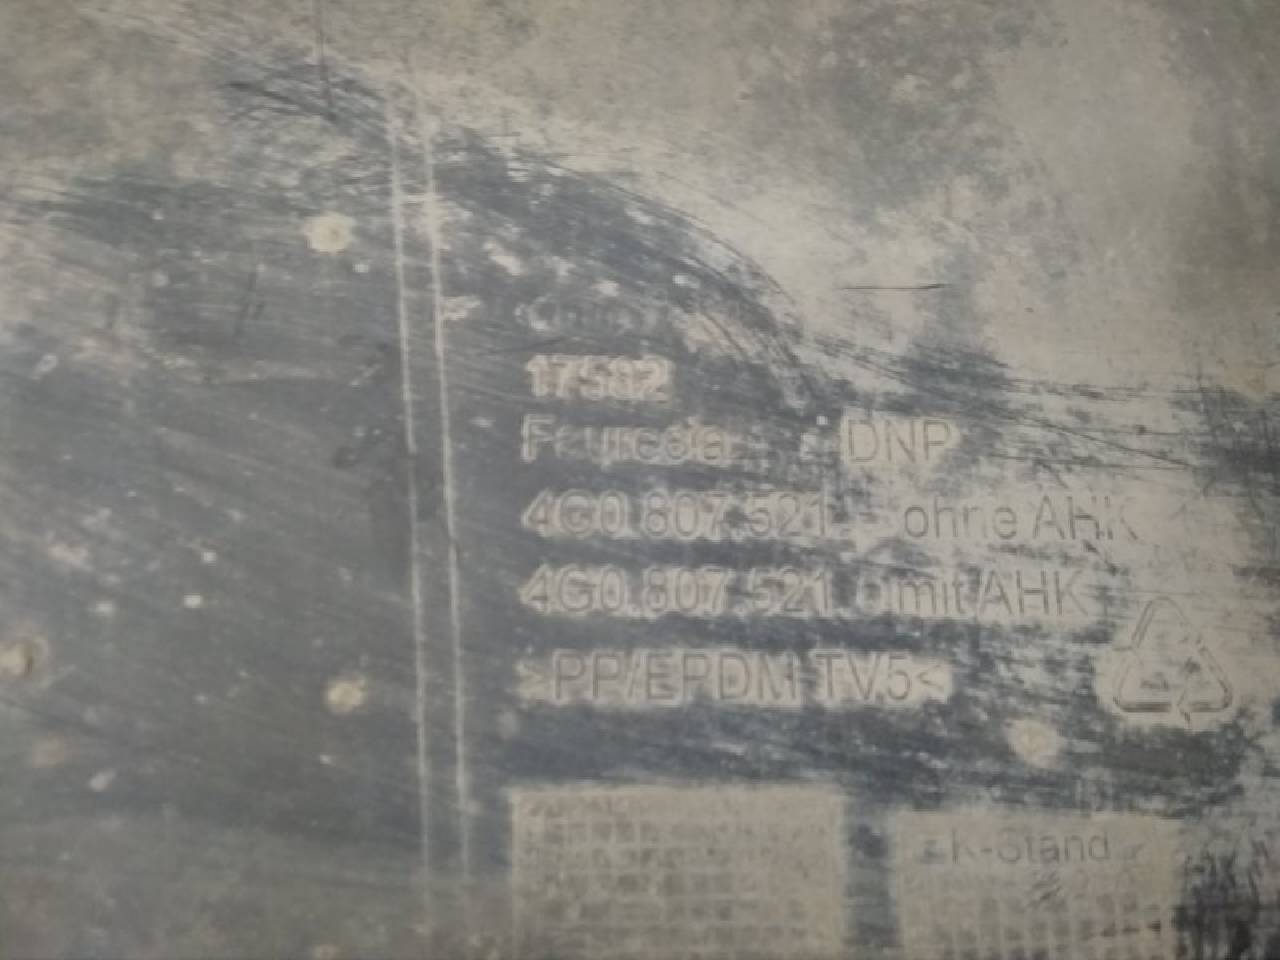 17582
Faurecia DNP
4G0.807.521 ohne AHK
4G0.807.521 mit AHK
>PP/EPDM TV5<
K-Stand